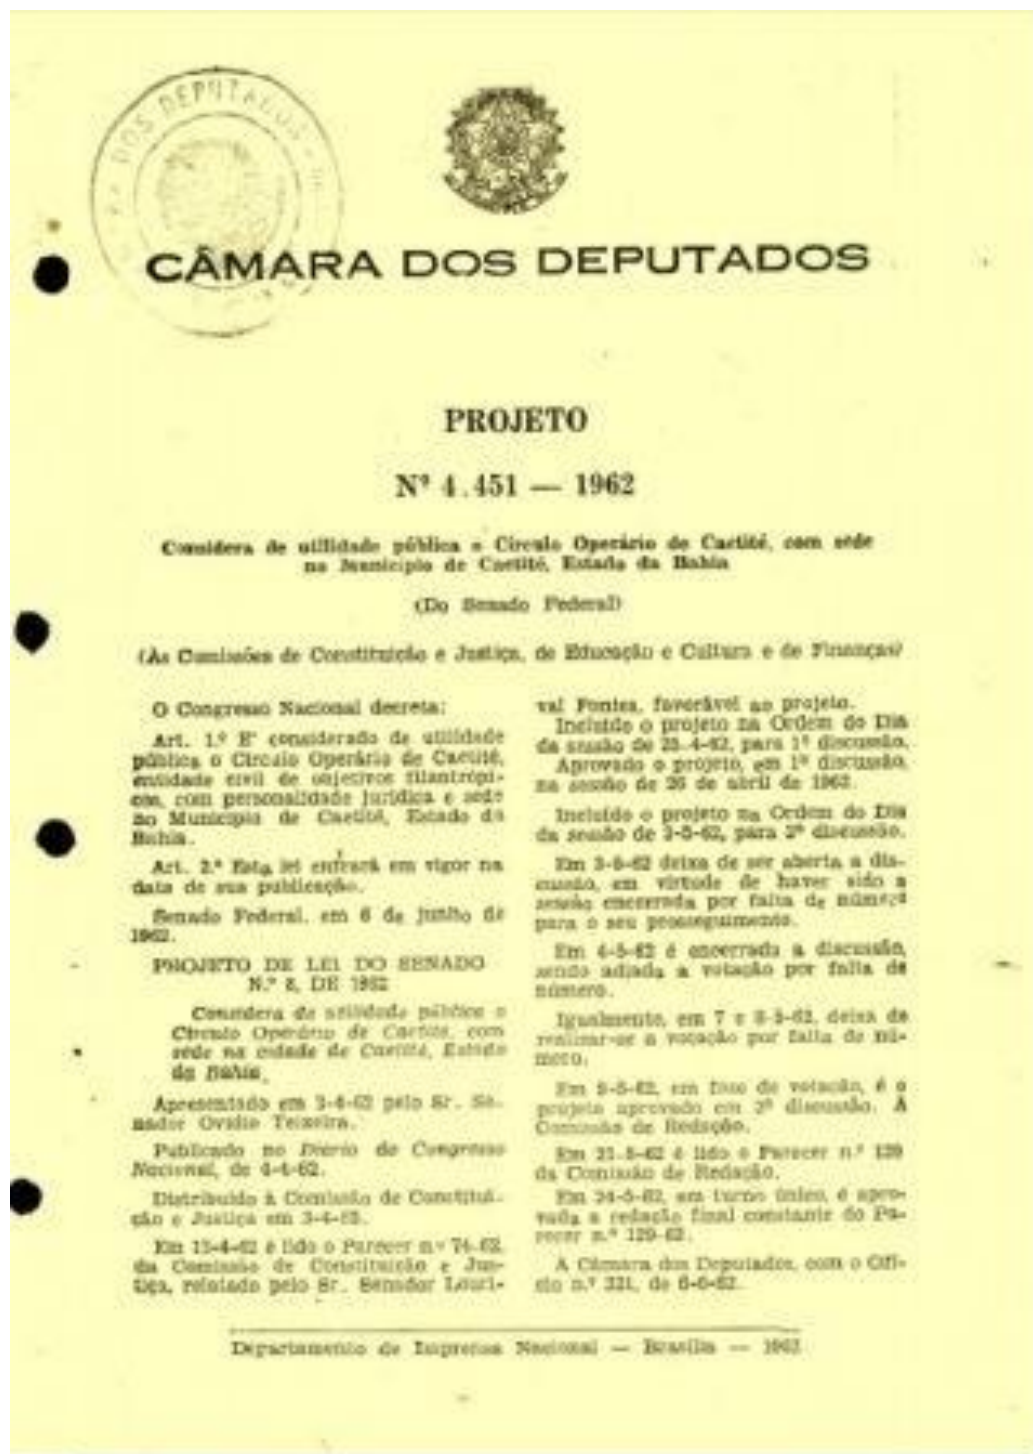 DOS DEPUTADOS
CÂMARA DOS DEPUTADOS
PROJETO
Nº 4.451 — 1962
Considera de utilidade pública o Círculo Operário de Caetité, com sede
no Município de Caetité, Estado da Bahia
(Do Senado Federal)
(Às Comissões de Constituição e Justiça, de Educação e Cultura e de Finanças)
O Congresso Nacional decreta:
Art. 1.º E' considerado de utilidade
pública o Círculo Operário de Caetité,
entidade civil de objetivos filantrópi-
cos, com personalidade jurídica e sede
no Município de Caetité, Estado da
Bahia.
Art. 2.º Esta lei entrará em vigor na
data de sua publicação.
Senado Federal, em 6 de junho de
1962.
PROJETO DE LEI DO SENADO
N.º 8, DE 1962
Considera de utilidade pública o
Círculo Operário de Caetité, com
sede na cidade de Caetité, Estado
da Bahia.
Apresentado em 3-4-62 pelo Sr. Se-
nador Ovídio Teixeira.
Publicado no Diário do Congresso
Nacional, de 4-4-62.
Distribuído à Comissão de Constitui-
ção e Justiça em 3-4-62.
Em 13-4-62 é lido o Parecer n.º 74-62,
da Comissão de Constituição e Jus-
tiça, relatado pelo Sr. Senador Louri-
val Fontes, favorável ao projeto.
Incluído o projeto na Ordem do Dia
da sessão de 25-4-62, para 1ª discussão.
Aprovado o projeto, em 1ª discussão,
na sessão de 26 de abril de 1962.
Incluído o projeto na Ordem do Dia
da sessão de 3-5-62, para 2ª discussão.
Em 3-5-62 deixa de ser aberta a dis-
cussão, em virtude de haver sido a
sessão encerrada por falta de número
para o seu prosseguimento.
Em 4-5-62 é encerrada a discussão,
sendo adiada a votação por falta de
número.
Igualmente, em 7 e 8-5-62, deixa de
realizar-se a votação por falta de nú-
mero.
Em 9-5-62, em fase de votação, é o
projeto aprovado em 2ª discussão. À
Comissão de Redação.
Em 21-5-62 é lido o Parecer n.º 129
da Comissão de Redação.
Em 24-5-62, em turno único, é apro-
vada a redação final constante do Pa-
recer n.º 129-62.
A Câmara dos Deputados, com o Ofí-
cio n.º 321, de 6-6-62.
Departamento de Imprensa Nacional — Brasília — 1962